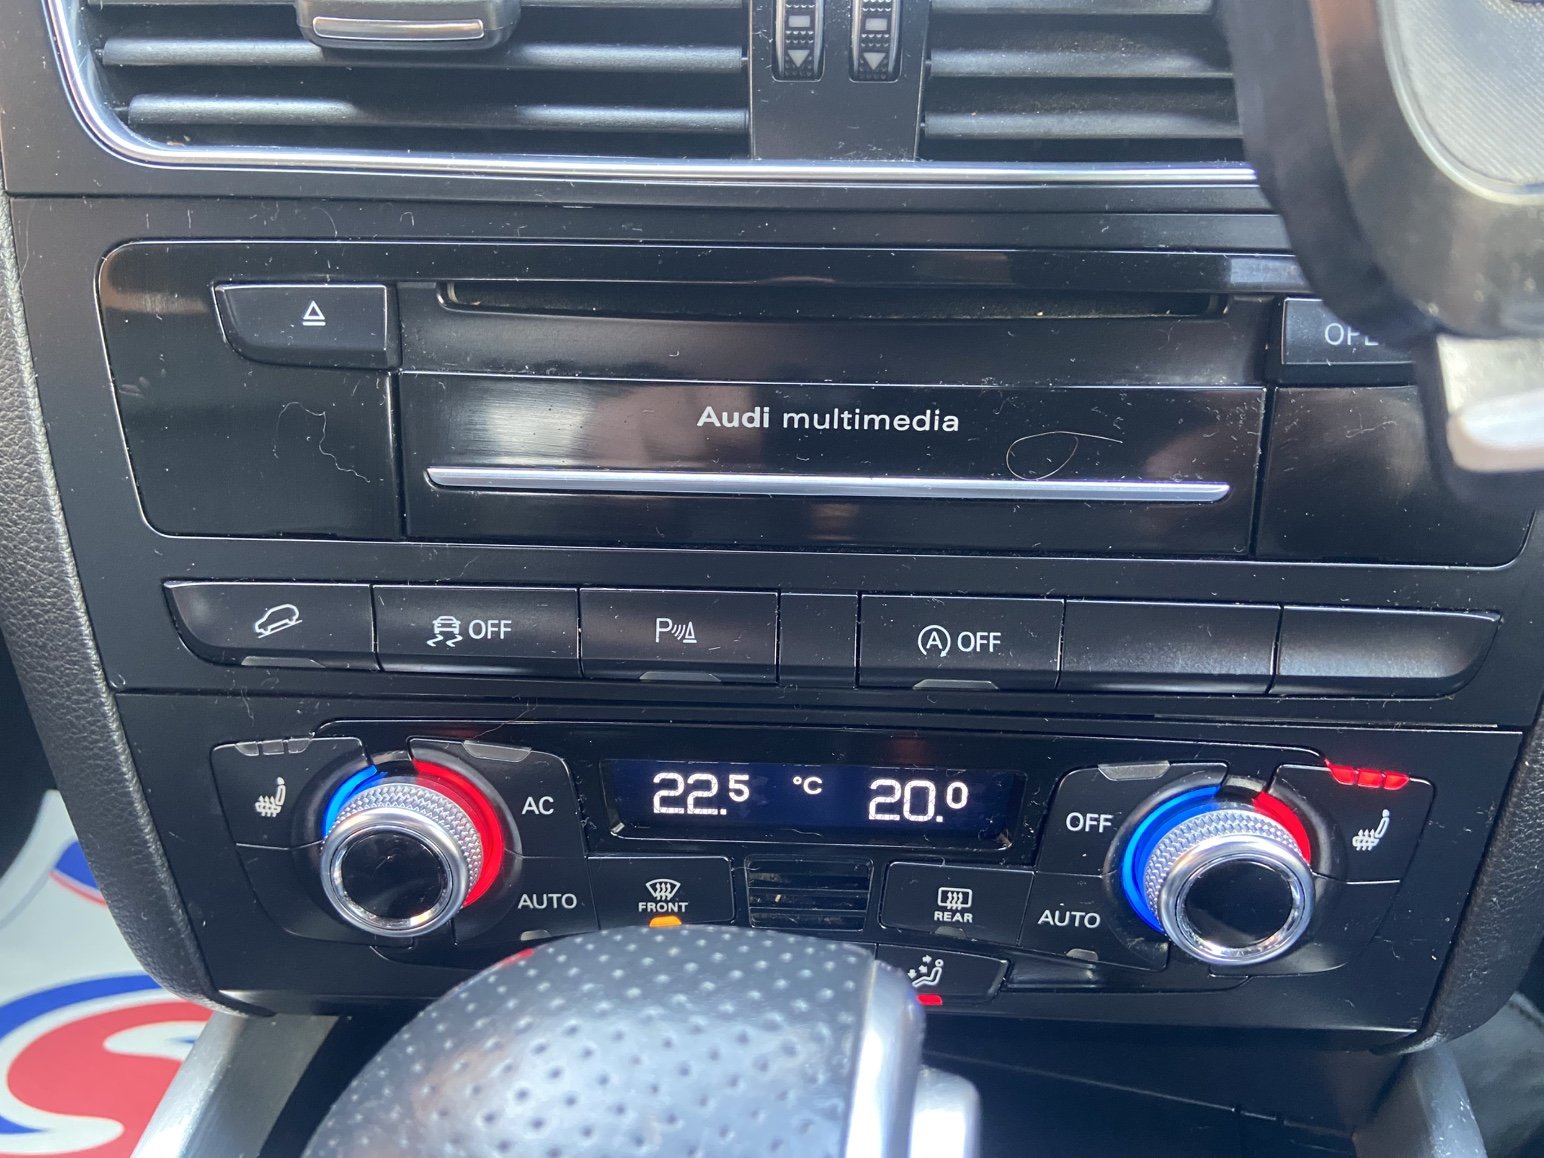 Audi multimedia
OFF
P
A OFF
22.5 °C 20.0
AC
OFF
AUTO
FRONT
REAR
AUTO